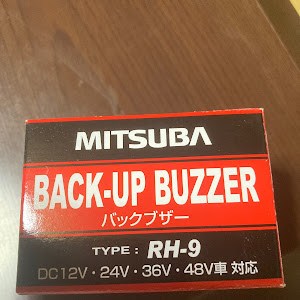 MITSUBA
BACK-UP BUZZER
バックブザー
TYPE : RH-9
DC12V・24V・36V・48V車 対応